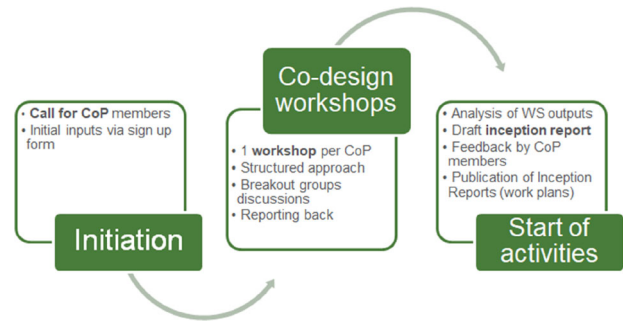 • Call for CoP members
• Initial inputs via sign up
form
Initiation
Co-design
workshops
• 1 workshop per CoP
• Structured approach
• Breakout groups
discussions
• Reporting back
• Analysis of WS outputs
• Draft inception report
• Feedback by CoP
members
• Publication of Inception
Reports (work plans)
Start of
activities